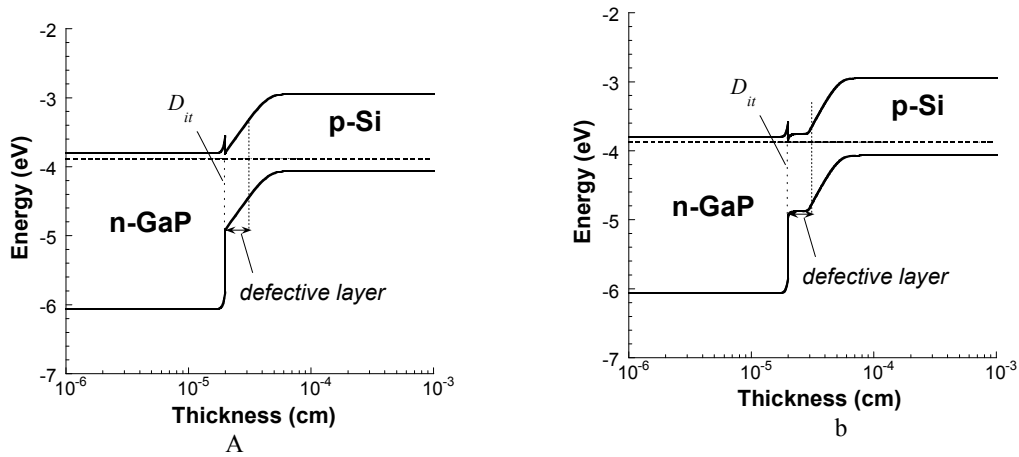 -2
-3
-4
-5
-6
-7
Energy (eV)
D_it
p-Si
n-GaP
defective layer
10^-6
10^-5
10^-4
10^-3
Thickness (cm)
A
-2
-3
-4
-5
-6
-7
Energy (eV)
D_it
p-Si
n-GaP
defective layer
10^-6
10^-5
10^-4
10^-3
Thickness (cm)
b